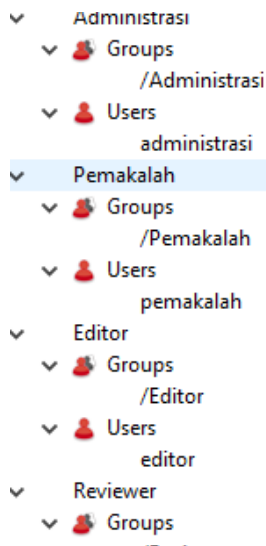 Administrasi
Groups
/Administrasi
Users
administrasi
Pemakalah
Groups
/Pemakalah
Users
pemakalah
Editor
Groups
/Editor
Users
editor
Reviewer
Groups